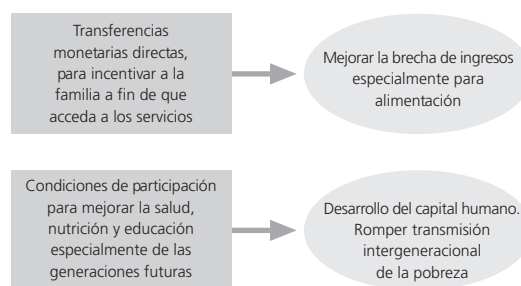 Transferencias
monetarias directas,
para incentivar a la
familia a fin de que
acceda a los servicios
Mejorar la brecha de ingresos
especialmente para
alimentación
Condiciones de participación
para mejorar la salud,
nutrición y educación
especialmente de las
generaciones futuras
Desarrollo del capital humano.
Romper transmisión
intergeneracional
de la pobreza